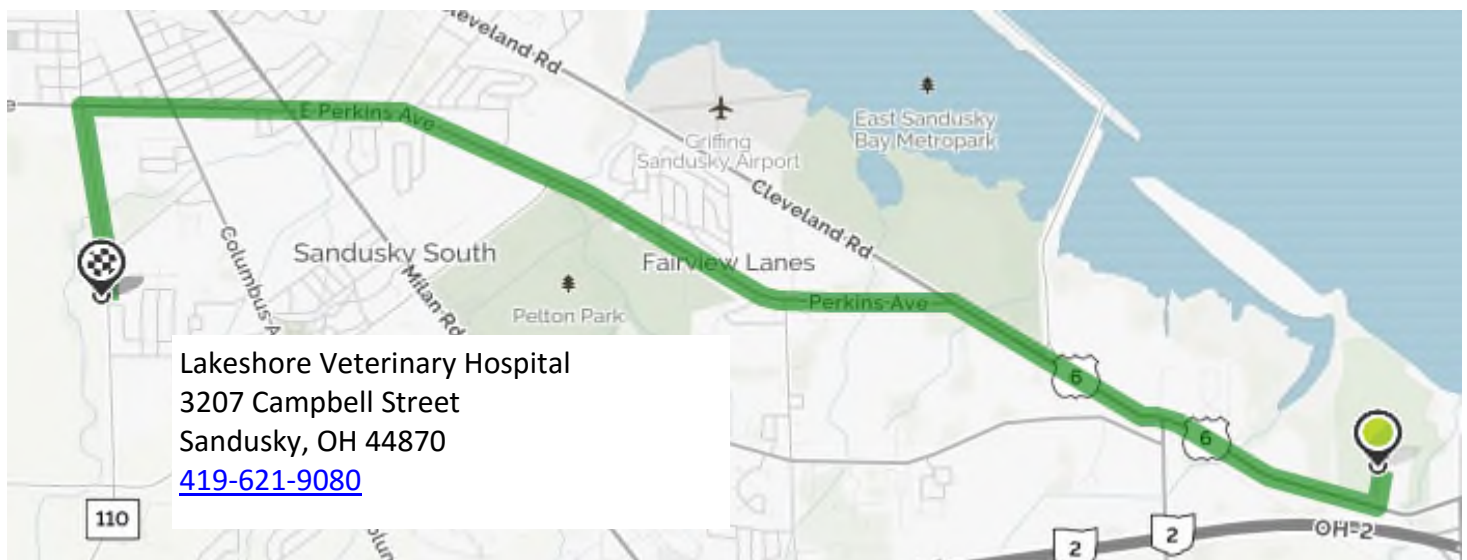 Cleveland Rd
E Perkins Ave
Griffing
Sandusky Airport
East Sandusky
Bay Metropark
Cleveland Rd
Sandusky South
Columbus A
Milan Rd
Fairview Lanes
Pelton Park
Perkins Ave
6
6
Lakeshore Veterinary Hospital
3207 Campbell Street
Sandusky, OH 44870
419-621-9080
110
2
2
OH-2